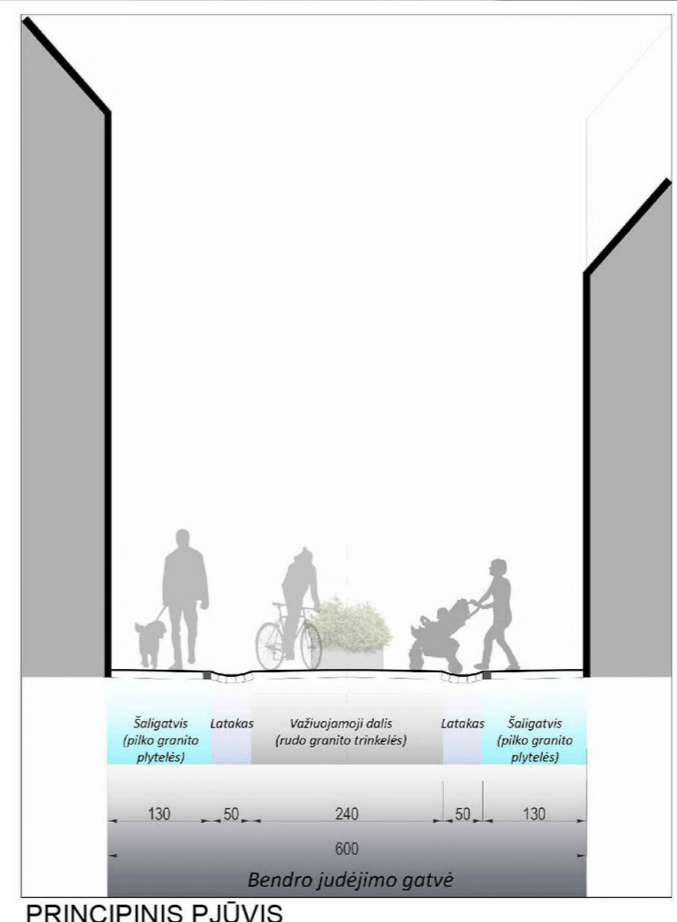 Šaligatvis
(pilko granito
plytelės)
Latakas
Važiuojamoji dalis
(rudo granito trinkelės)
Latakas
Šaligatvis
(pilko granito
plytelės)
130
50
240
50
130
600
Bendro judėjimo gatvė
PRINCIPINIS PJŪVIS